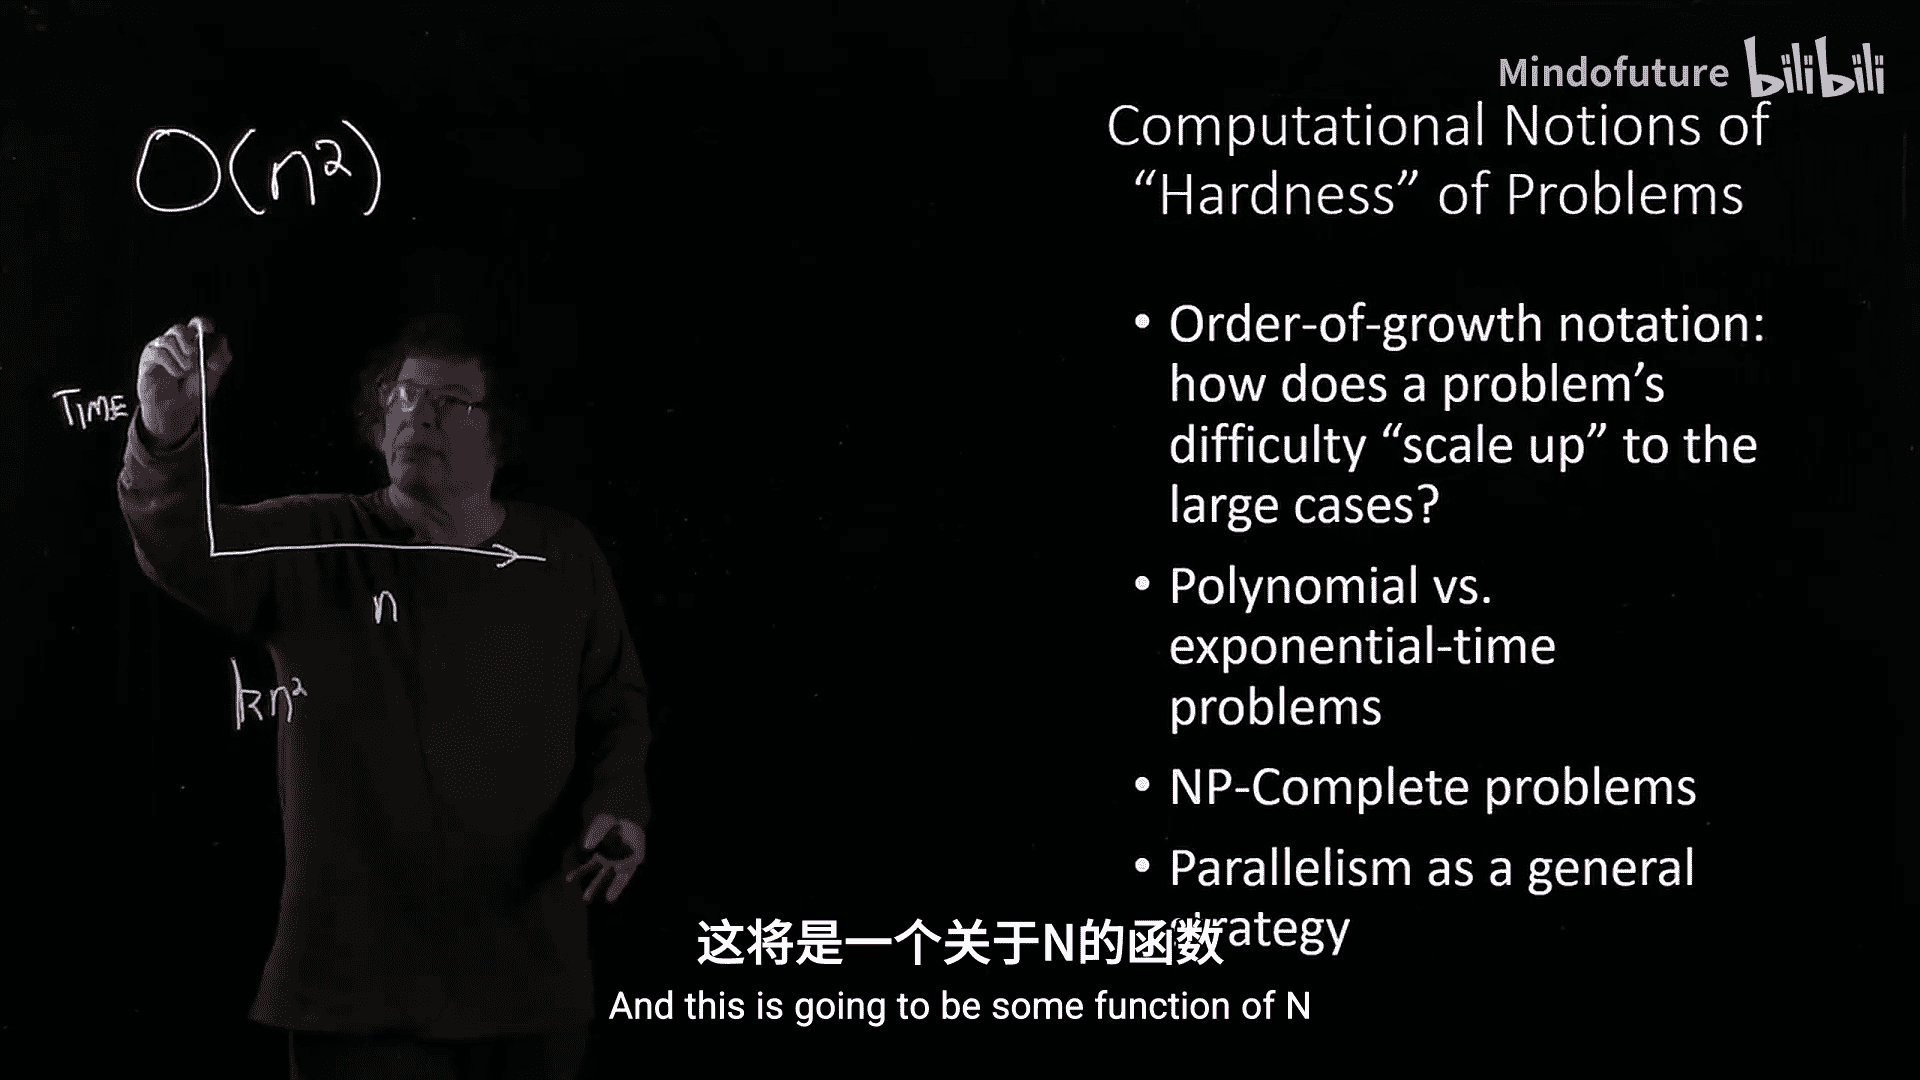 Mindofuture bilibili
Computational Notions of
“Hardness” of Problems
O(n²)
• Order-of-growth notation:
how does a problem’s
difficulty “scale up” to the
large cases?
• Polynomial vs.
exponential-time
problems
• NP-Complete problems
• Parallelism as a general
strategy
TIME
n
kn²
这将是一个关于N的函数
And this is going to be some function of N